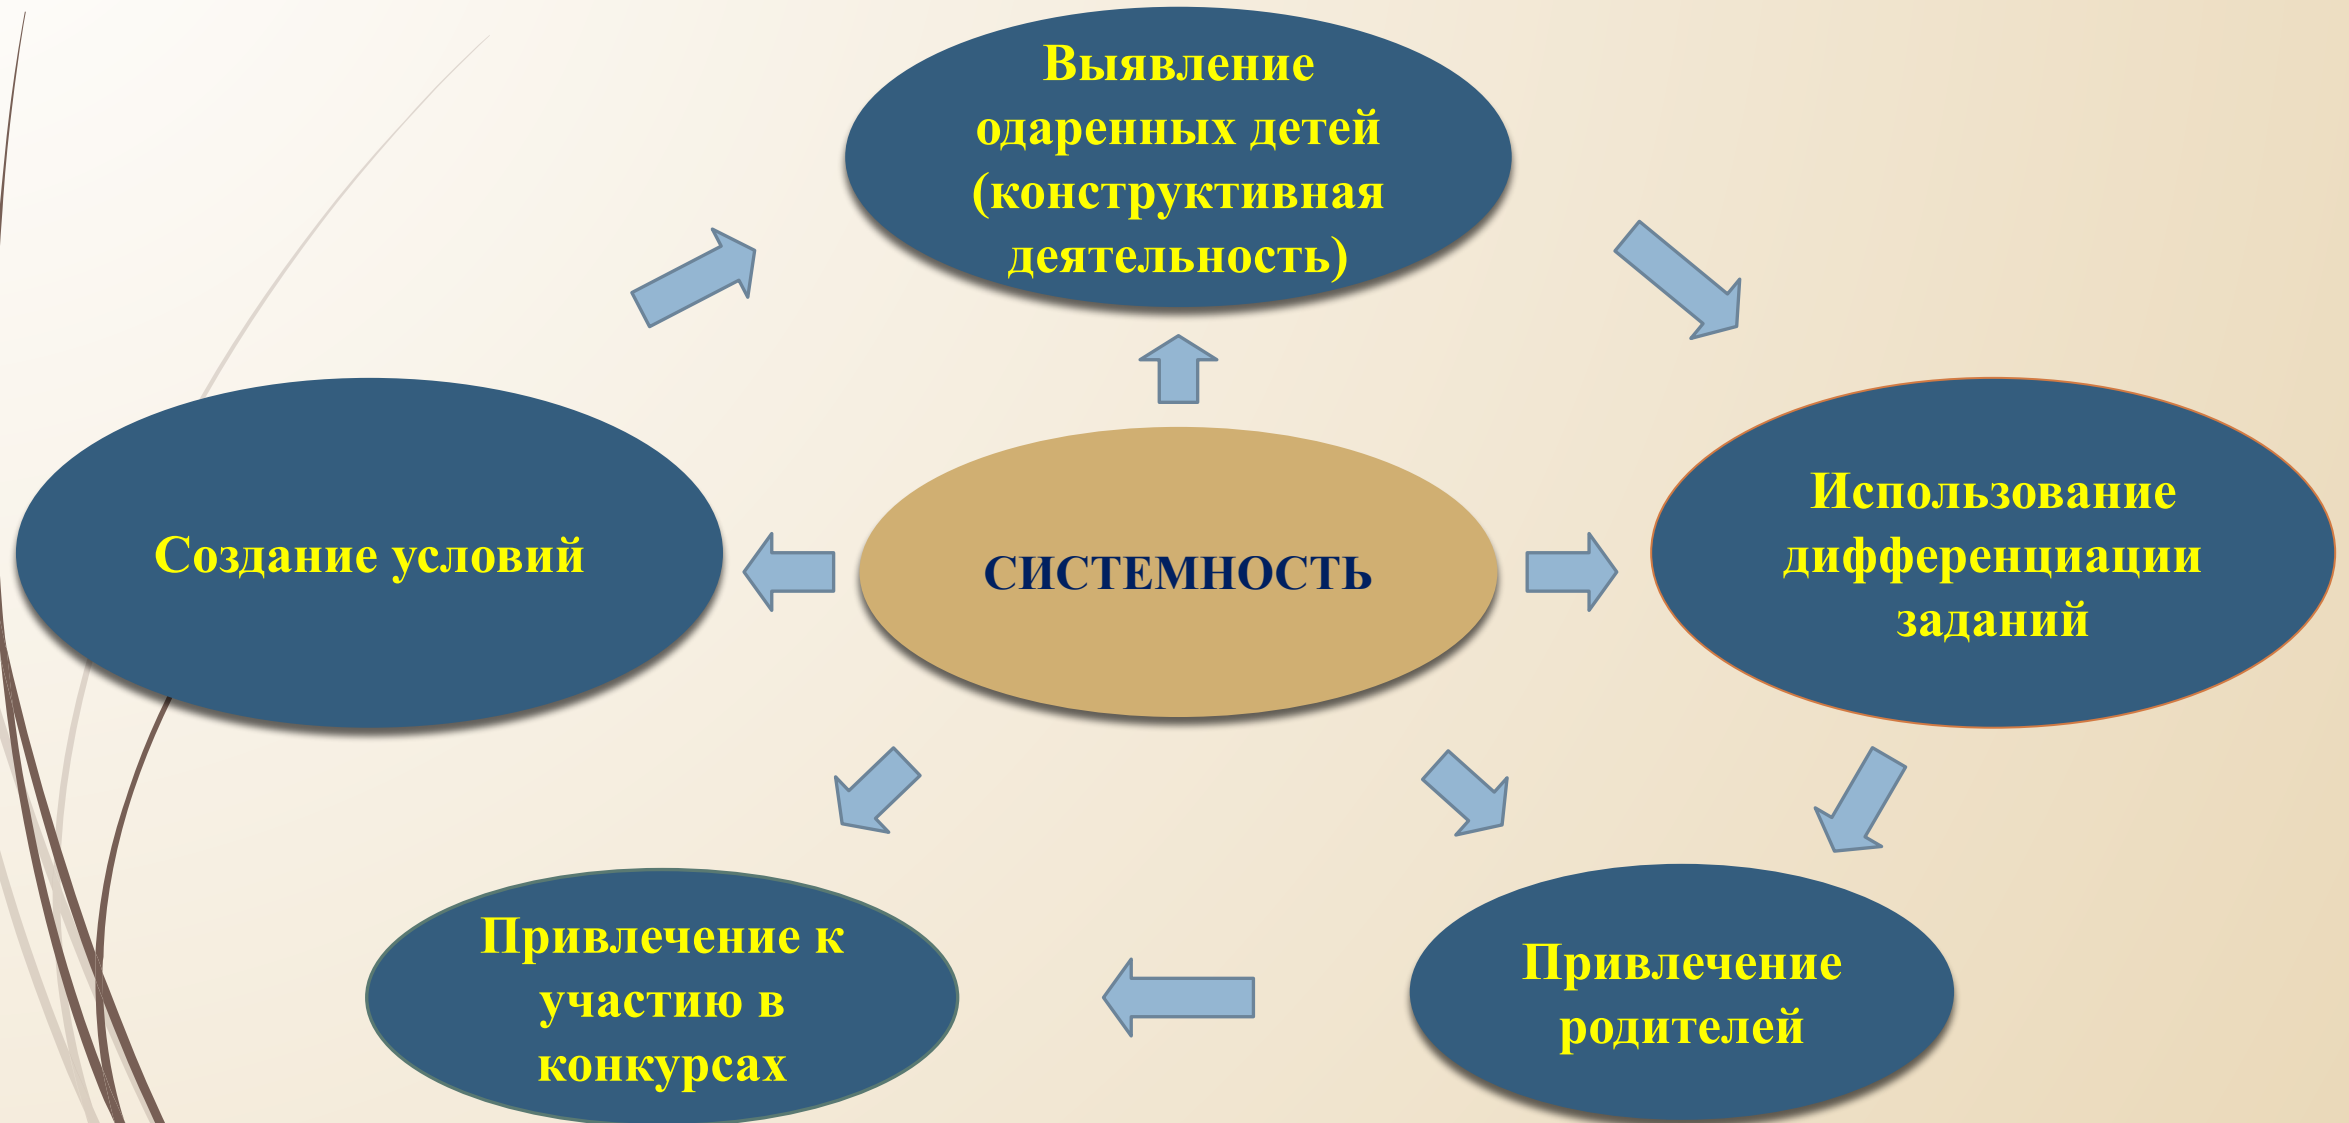 Выявление
одаренных детей
(конструктивная
деятельность)
Создание условий
СИСТЕМНОСТЬ
Использование
дифференциации
заданий
Привлечение к
участию в
конкурсах
Привлечение
родителей